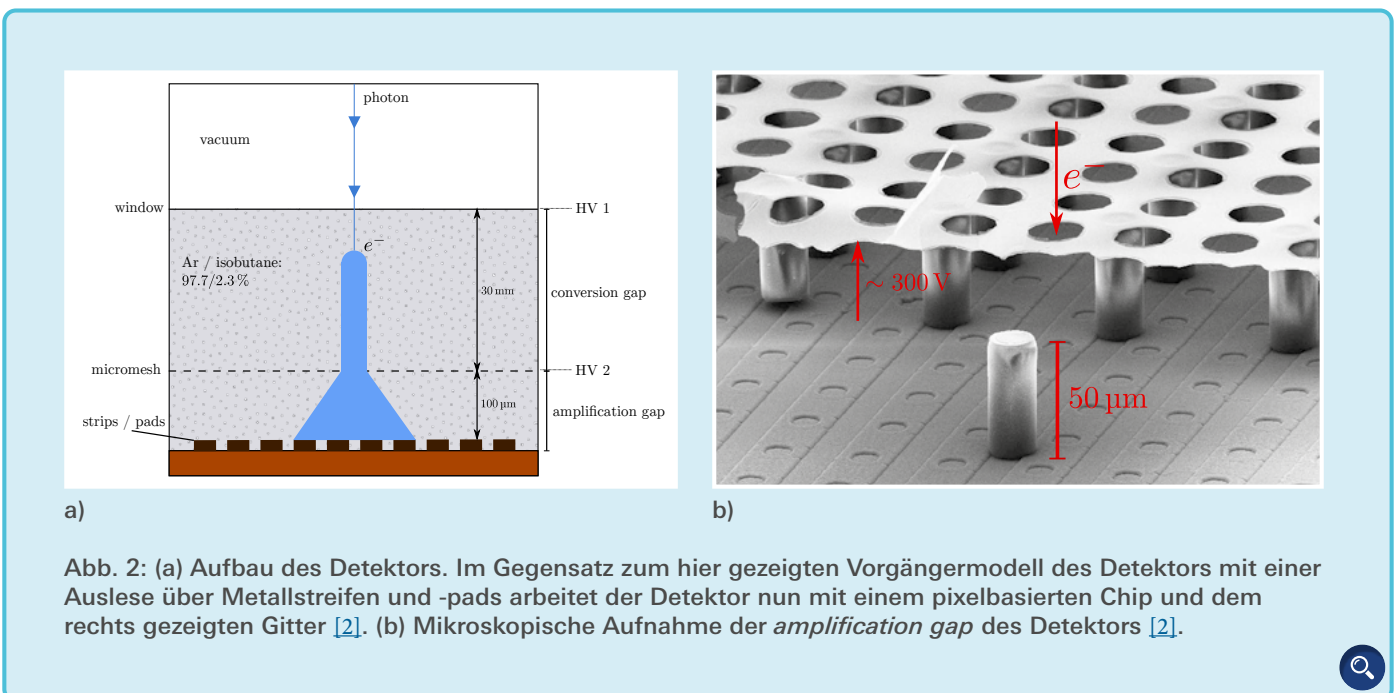 photon
vacuum
window
HV 1
e⁻
Ar / isobutane:
97.7/2.3 %
30 mm
conversion gap
micromesh
HV 2
100 µm
amplification gap
strips / pads
a)
e⁻
~ 300 V
50 µm
b)
Abb. 2: (a) Aufbau des Detektors. Im Gegensatz zum hier gezeigten Vorgängermodell des Detektors mit einer
Auslese über Metallstreifen und -pads arbeitet der Detektor nun mit einem pixelbasierten Chip und dem
rechts gezeigten Gitter [2]. (b) Mikroskopische Aufnahme der amplification gap des Detektors [2].